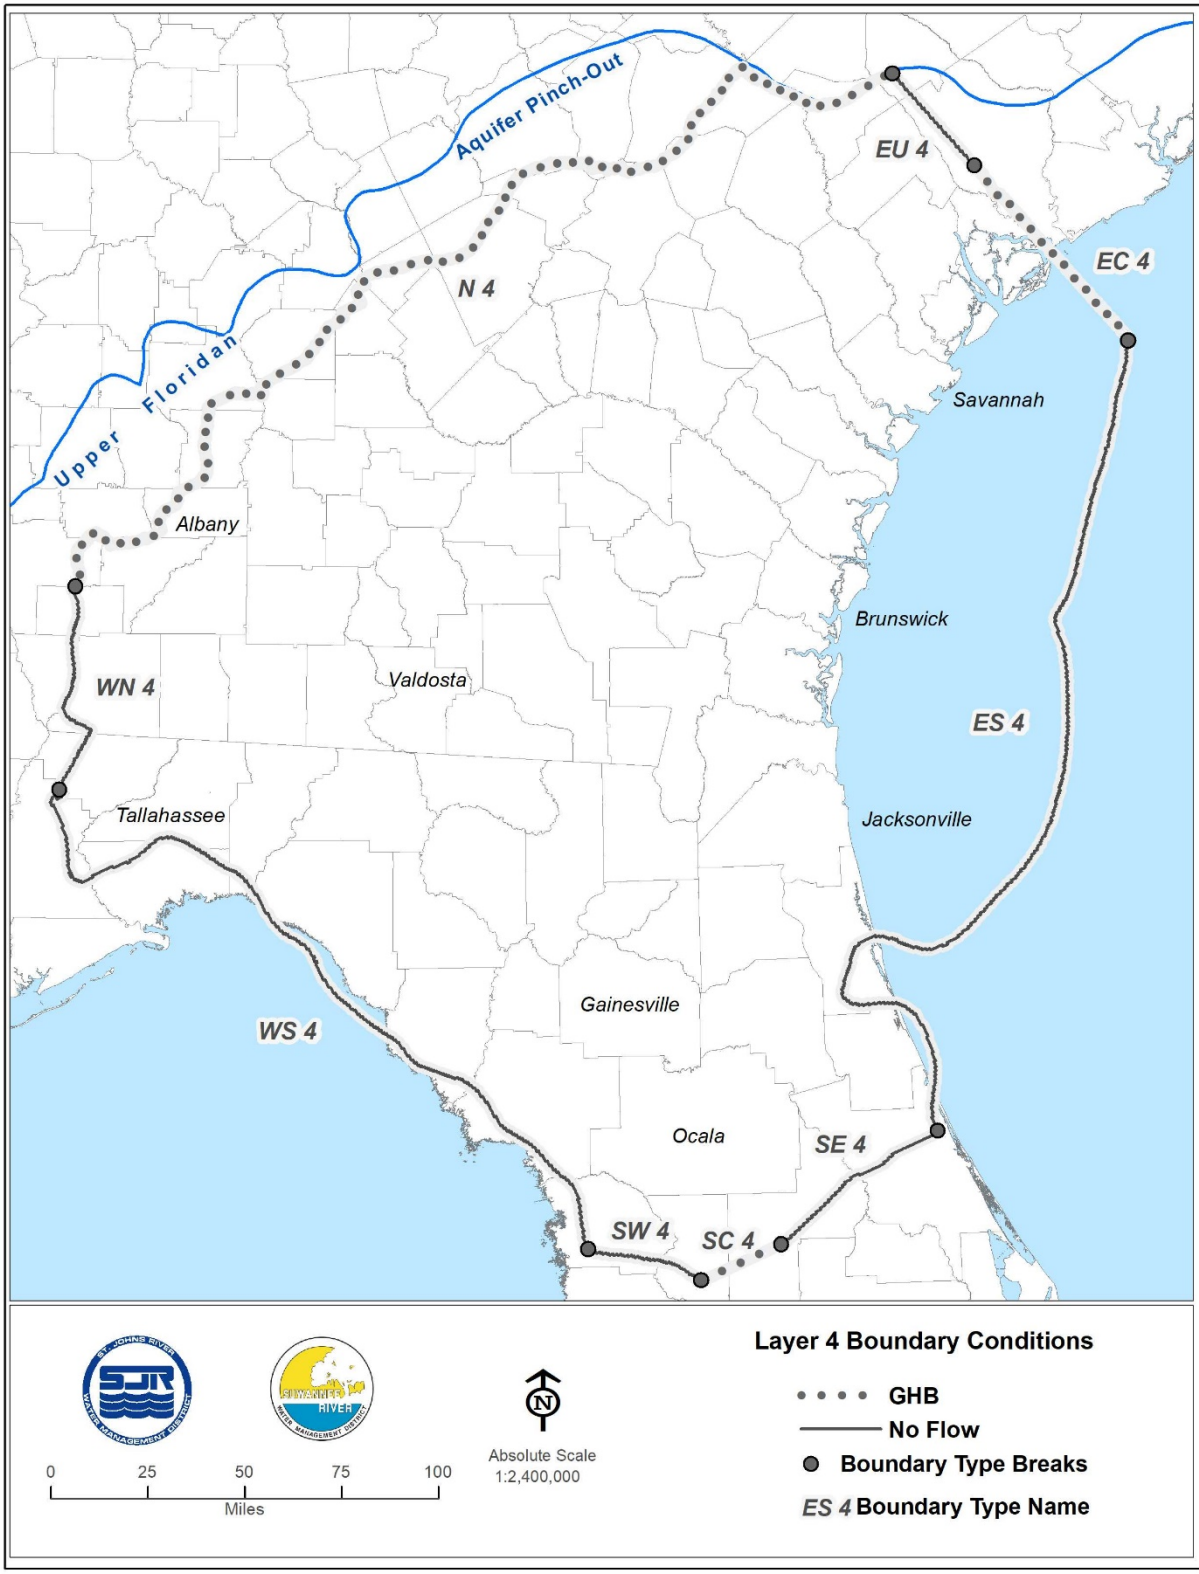 Aquifer Pinch-Out
EU 4
EC 4
N 4
Floridan
Upper
Savannah
Albany
Brunswick
WN 4
Valdosta
ES 4
Tallahassee
Jacksonville
Gainesville
WS 4
Ocala
SE 4
SW 4
SC 4
Layer 4 Boundary Conditions
GHB
No Flow
Boundary Type Breaks
ES 4 Boundary Type Name
ST. JOHNS RIVER
SJR
WATER MANAGEMENT DISTRICT
SUWANNEE
RIVER
WATER MANAGEMENT DISTRICT
N
Absolute Scale
1:2,400,000
0 25 50 75 100
Miles